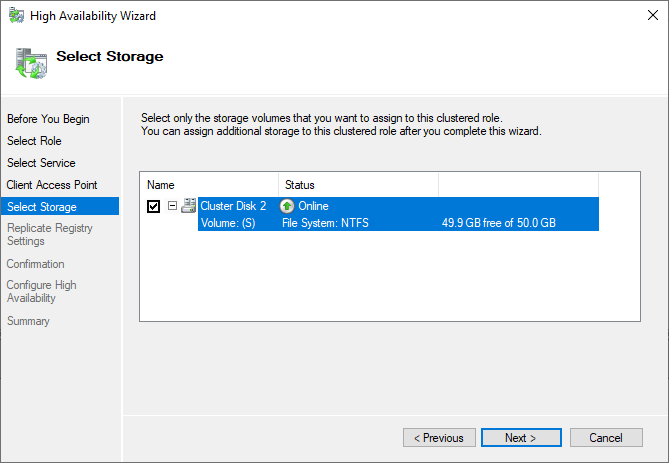 High Availability Wizard
Select Storage
Before You Begin
Select Role
Select Service
Client Access Point
Select Storage
Replicate Registry
Settings
Confirmation
Configure High
Availability
Summary
Select only the storage volumes that you want to assign to this clustered role.
You can assign additional storage to this clustered role after you complete this wizard.
Name Status
Cluster Disk 2 Online
Volume: (S) File System: NTFS 49.9 GB free of 50.0 GB
< Previous Next > Cancel